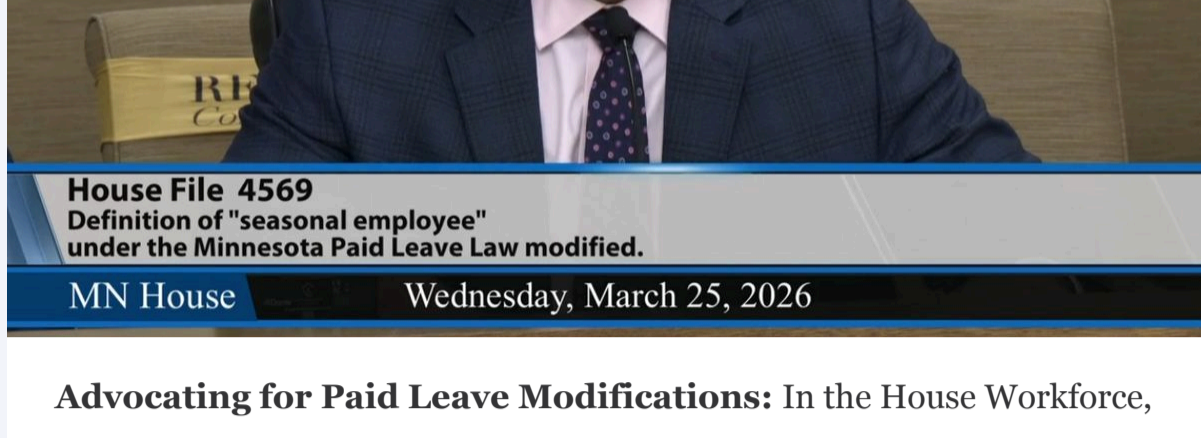 House File 4569
Definition of "seasonal employee"
under the Minnesota Paid Leave Law modified.
MN House
Wednesday, March 25, 2026
Advocating for Paid Leave Modifications: In the House Workforce,